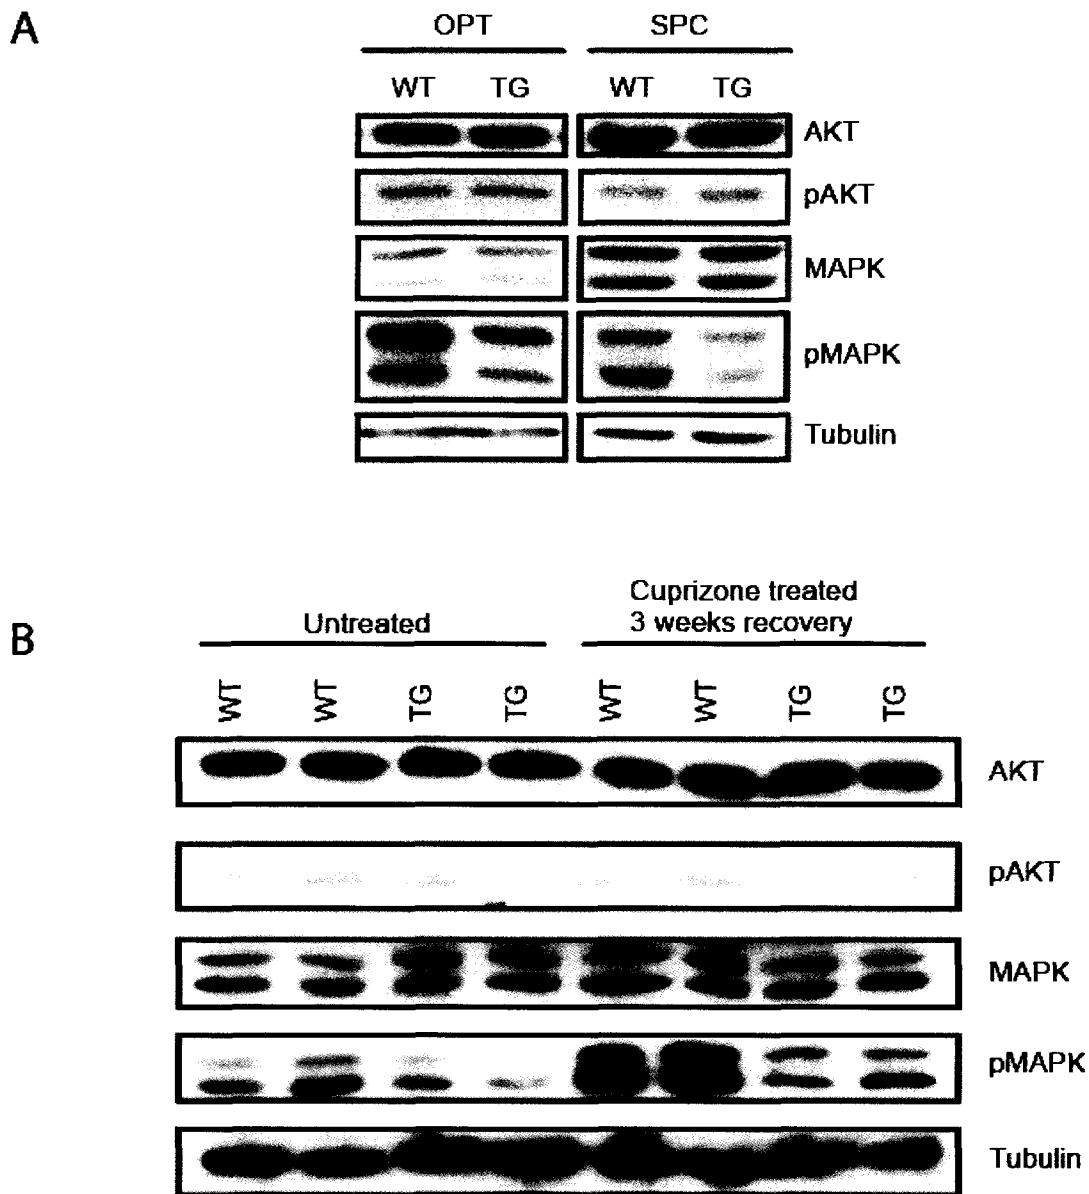 A
OPT SPC
WT TG WT TG
AKT
pAKT
MAPK
pMAPK
Tubulin
Cuprizone treated
B Untreated 3 weeks recovery
WT WT TG TG WT WT TG TG
AKT
pAKT
MAPK
pMAPK
Tubulin